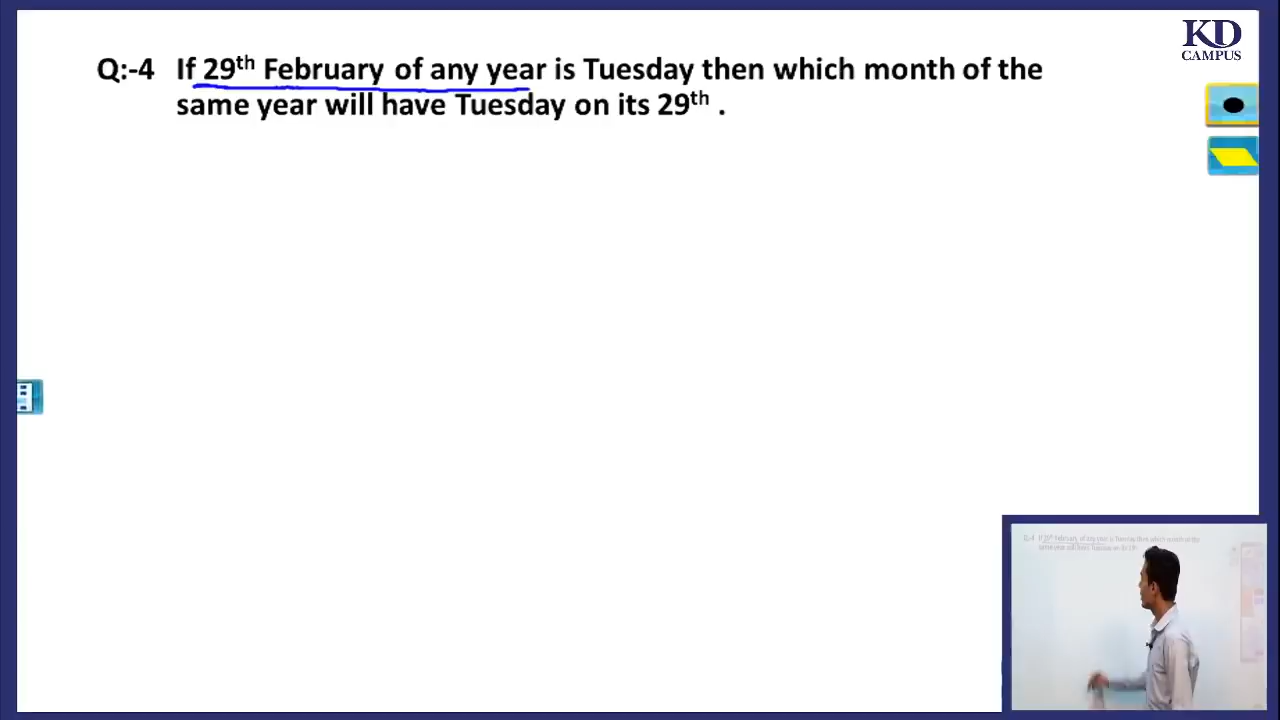 KD
CAMPUS
Q:-4 If 29th February of any year is Tuesday then which month of the
same year will have Tuesday on its 29th .